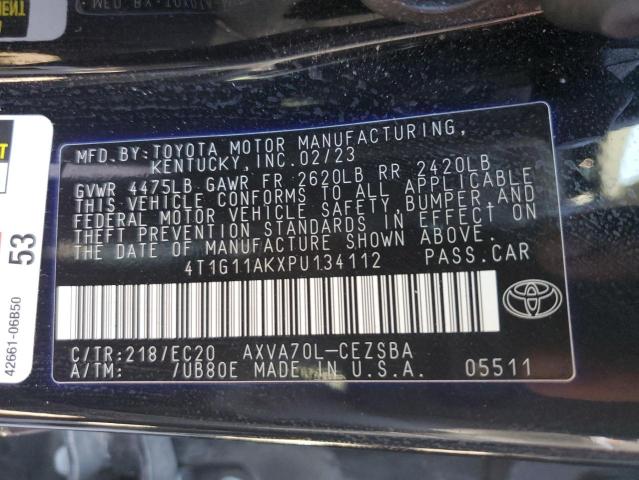 MFD.BY:TOYOTA MOTOR MANUFACTURING,
KENTUCKY, INC. 02/23
GVWR 4475LB GAWR FR 2620LB RR 2420LB
THIS VEHICLE CONFORMS TO ALL APPLICABLE
FEDERAL MOTOR VEHICLE SAFETY, BUMPER, AND
THEFT PREVENTION STANDARDS IN EFFECT ON
THE DATE OF MANUFACTURE SHOWN ABOVE.
4T1G11AKXPU134112 PASS.CAR
C/TR:218/EC20 AXVA70L-CEZSBA
A/TM: /UB80E MADE IN U.S.A. 05511
42661-06B50
53